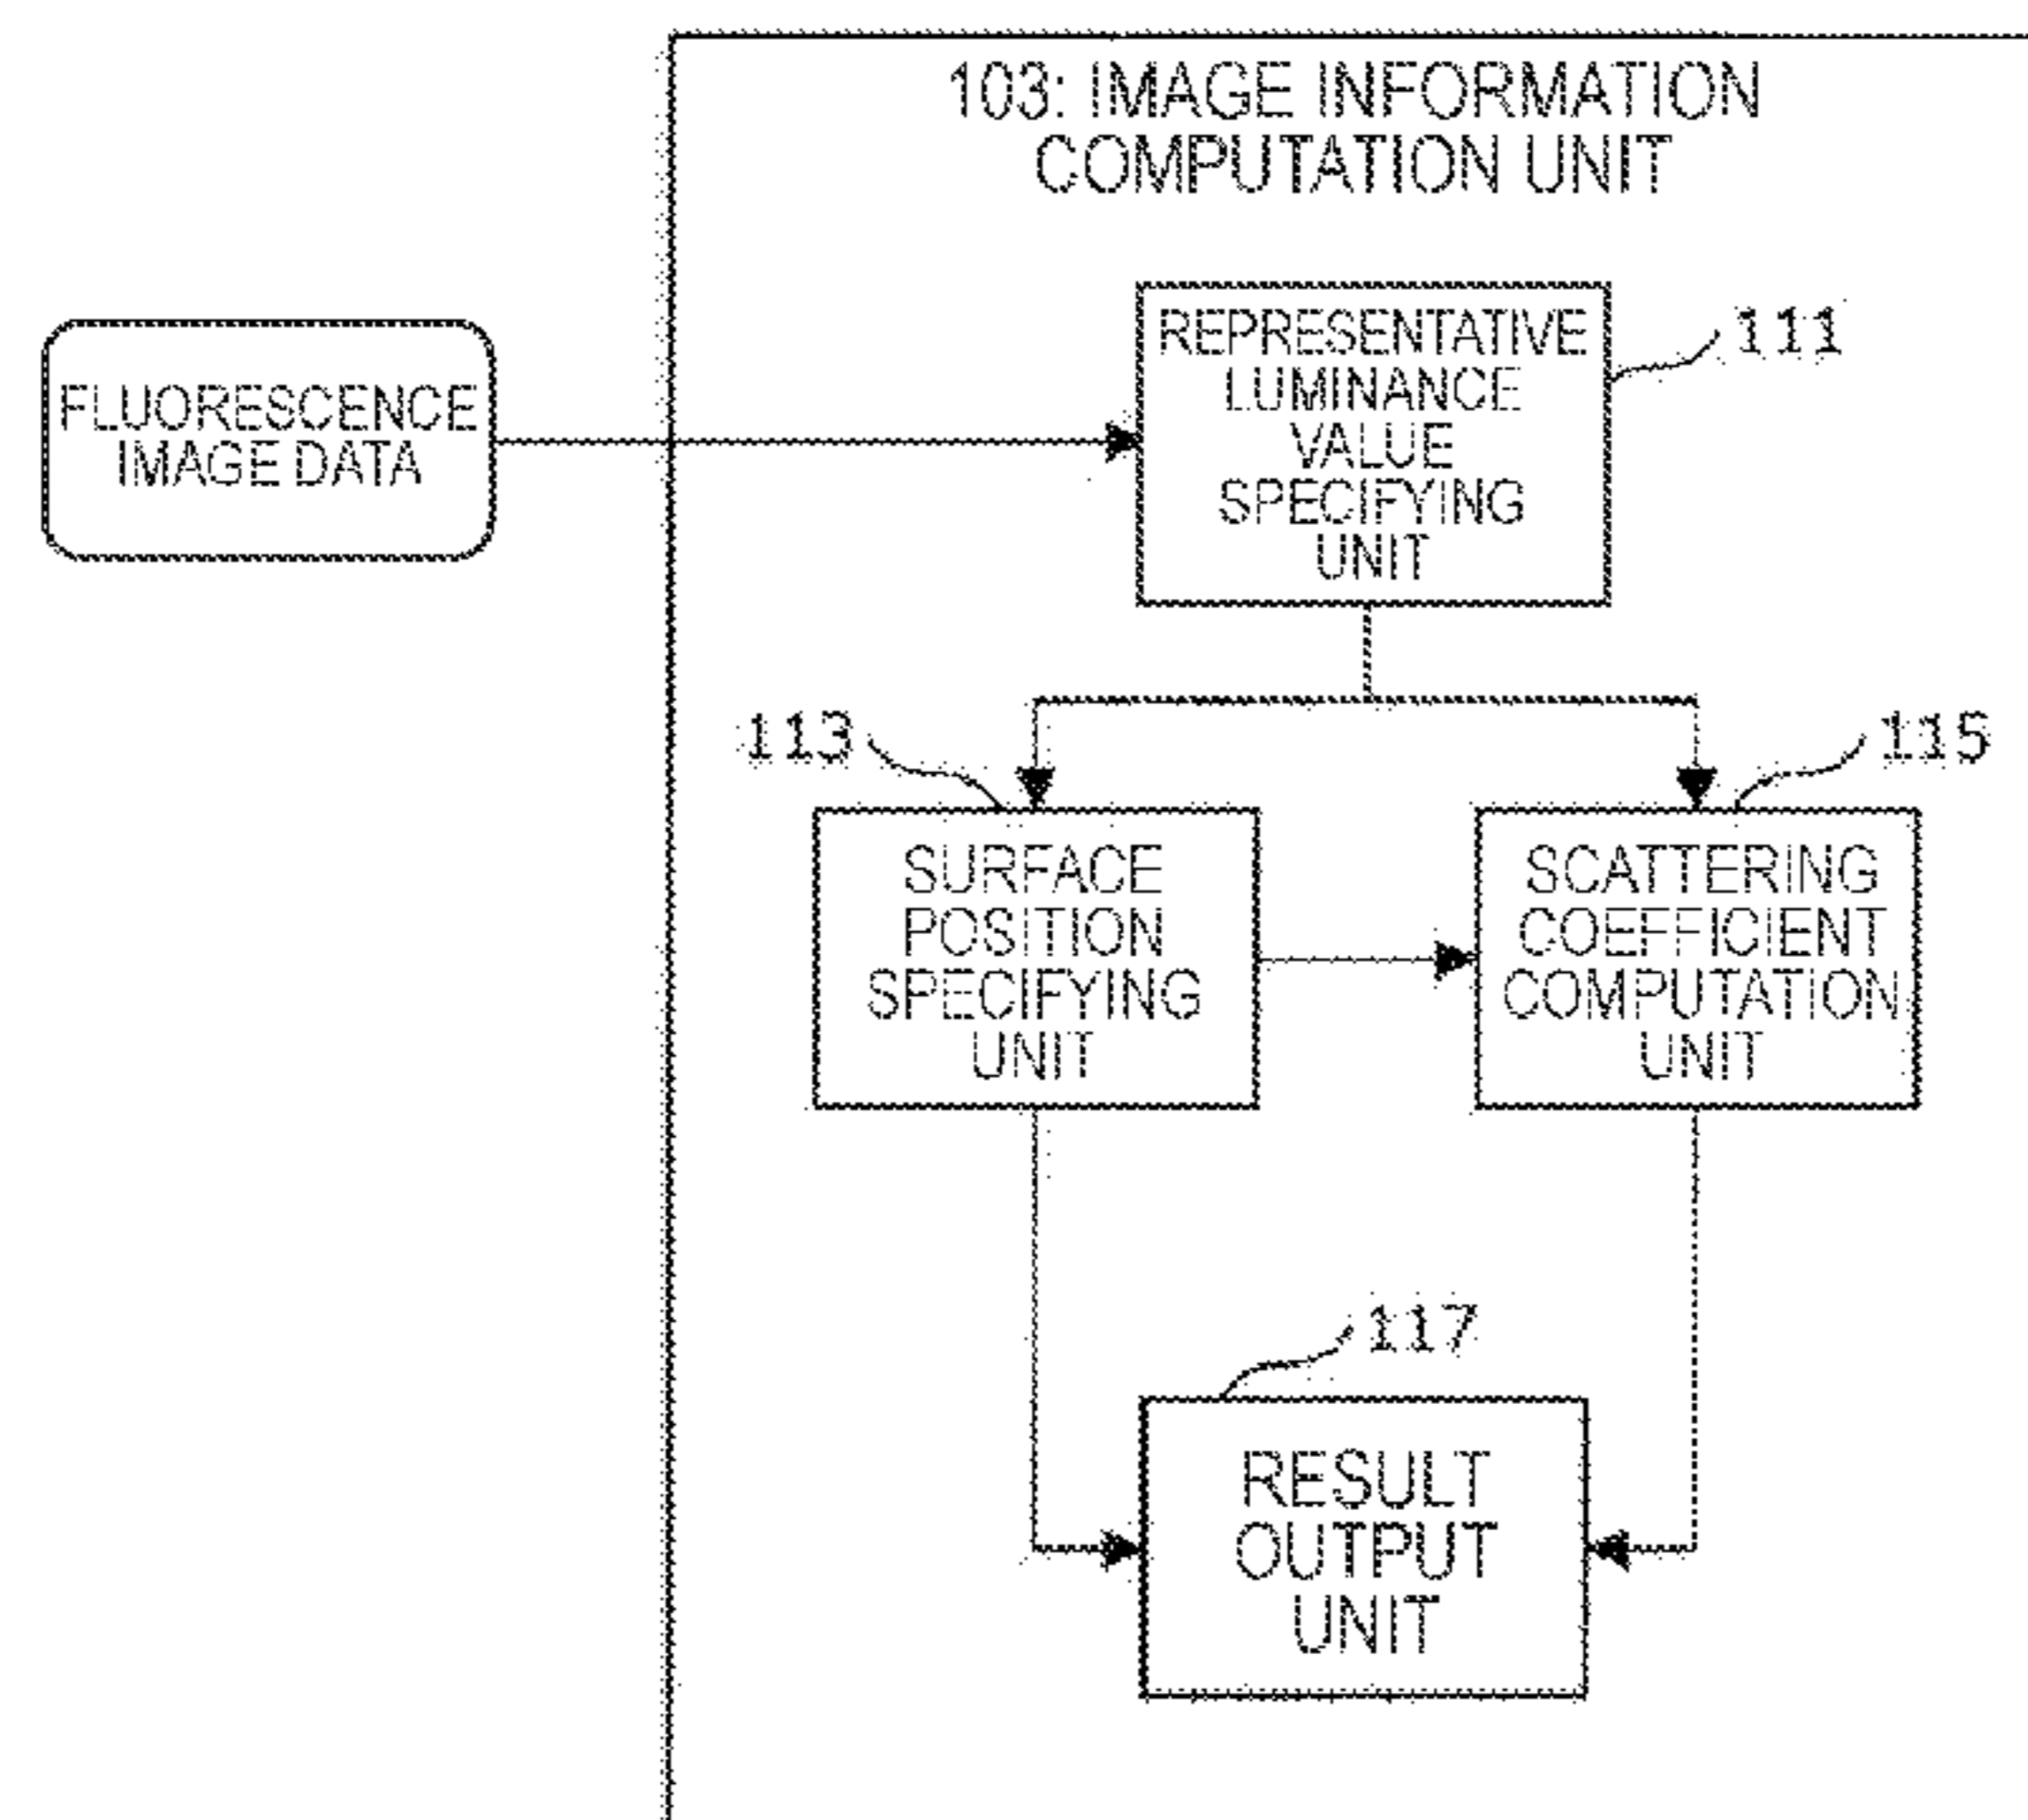 103: IMAGE INFORMATION
COMPUTATION UNIT
FLUORESCENCE
IMAGE DATA
REPRESENTATIVE
LUMINANCE
VALUE
SPECIFYING
UNIT
111
113
SURFACE
POSITION
SPECIFYING
UNIT
115
SCATTERING
COEFFICIENT
COMPUTATION
UNIT
117
RESULT
OUTPUT
UNIT